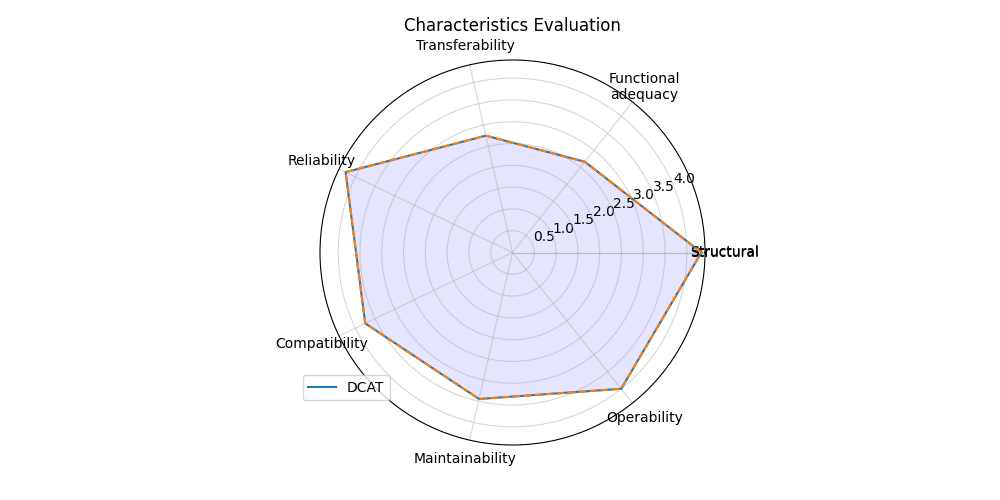 Characteristics Evaluation
Transferability
Functional
adequacy
Reliability
4.0
3.5
3.0
2.5
2.0
1.5
1.0
0.5
Structural
Compatibility
DCAT
Operability
Maintainability